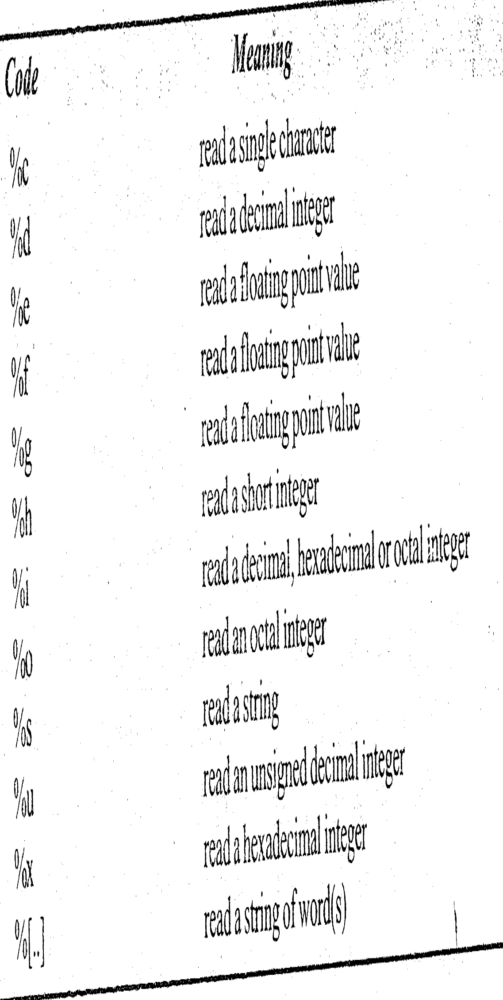 Code Meaning
%c read a single character
%d read a decimal integer
%e read a floating point value
%f read a floating point value
%g read a floating point value
%h read a short integer
%i read a decimal, hexadecimal or octal integer
%o read an octal integer
%s read a string
%u read an unsigned decimal integer
%x read a hexadecimal integer
%[..] read a string of word(s)